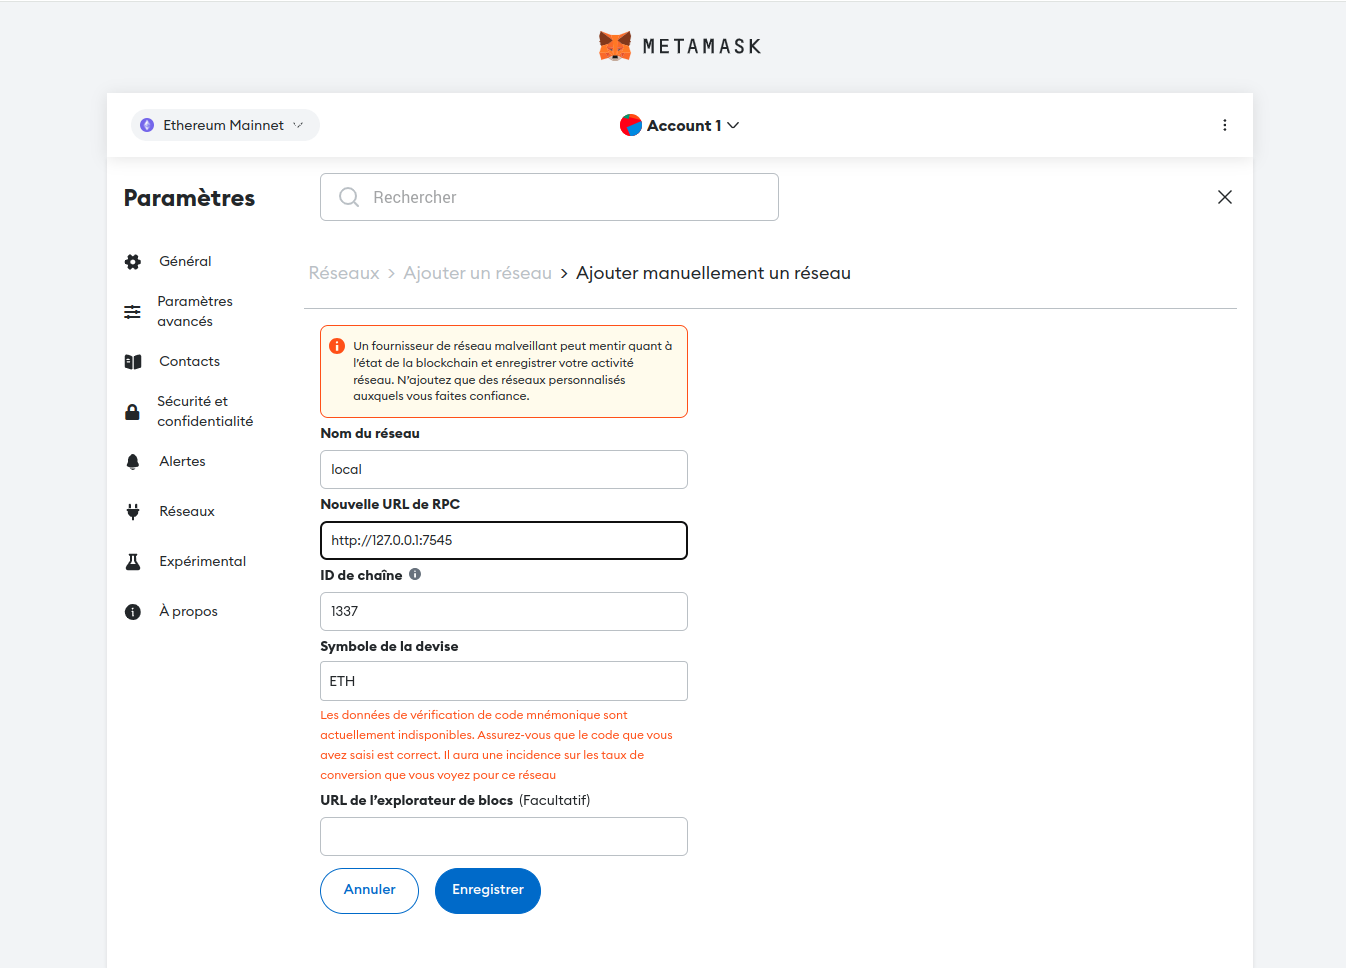 METAMASK
Ethereum Mainnet
Account 1
Paramètres
Rechercher
Général
Paramètres
avancés
Contacts
Sécurité et
confidentialité
Alertes
Réseaux
Expérimental
À propos
Réseaux > Ajouter un réseau > Ajouter manuellement un réseau
Un fournisseur de réseau malveillant peut mentir quant à
l’état de la blockchain et enregistrer votre activité
réseau. N’ajoutez que des réseaux personnalisés
auxquels vous faites confiance.
Nom du réseau
local
Nouvelle URL de RPC
http://127.0.0.1:7545
ID de chaîne
1337
Symbole de la devise
ETH
Les données de vérification de code mnémonique sont
actuellement indisponibles. Assurez-vous que le code que vous
avez saisi est correct. Il aura une incidence sur les taux de
conversion que vous voyez pour ce réseau
URL de l’explorateur de blocs (Facultatif)
Annuler
Enregistrer